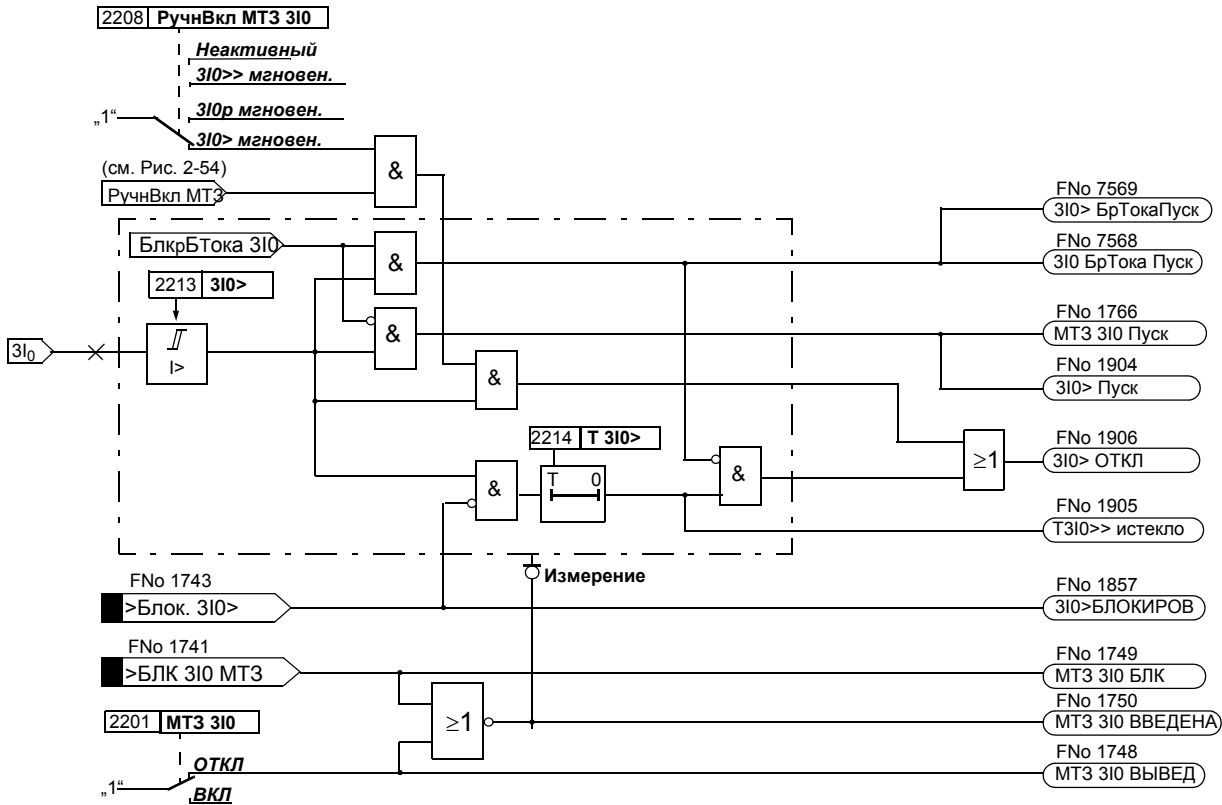 2208 РучнВкл МТЗ 3I0
Неактивный
3I0>> мгновен.
3I0p мгновен.
„1“
3I0> мгновен.
(см. Рис. 2-54)
РучнВкл МТЗ
&
FNo 7569
3I0> БрТокаПуск
БлкрБТока 3I0
&
FNo 7568
3I0 БрТока Пуск
2213 3I0>
FNo 1766
МТЗ 3I0 Пуск
&
3I0
I>
FNo 1904
3I0> Пуск
&
2214 T 3I0>
FNo 1906
3I0> ОТКЛ
≥1
&
T 0
&
FNo 1905
T3I0>> истекло
Измерение
FNo 1743
>Блок. 3I0>
FNo 1857
3I0>БЛОКИРОВ
FNo 1741
>БЛК 3I0 МТЗ
FNo 1749
МТЗ 3I0 БЛК
2201 МТЗ 3I0
≥1
FNo 1750
МТЗ 3I0 ВВЕДЕНА
ОТКЛ
FNo 1748
МТЗ 3I0 ВЫВЕД
„1“
ВКЛ